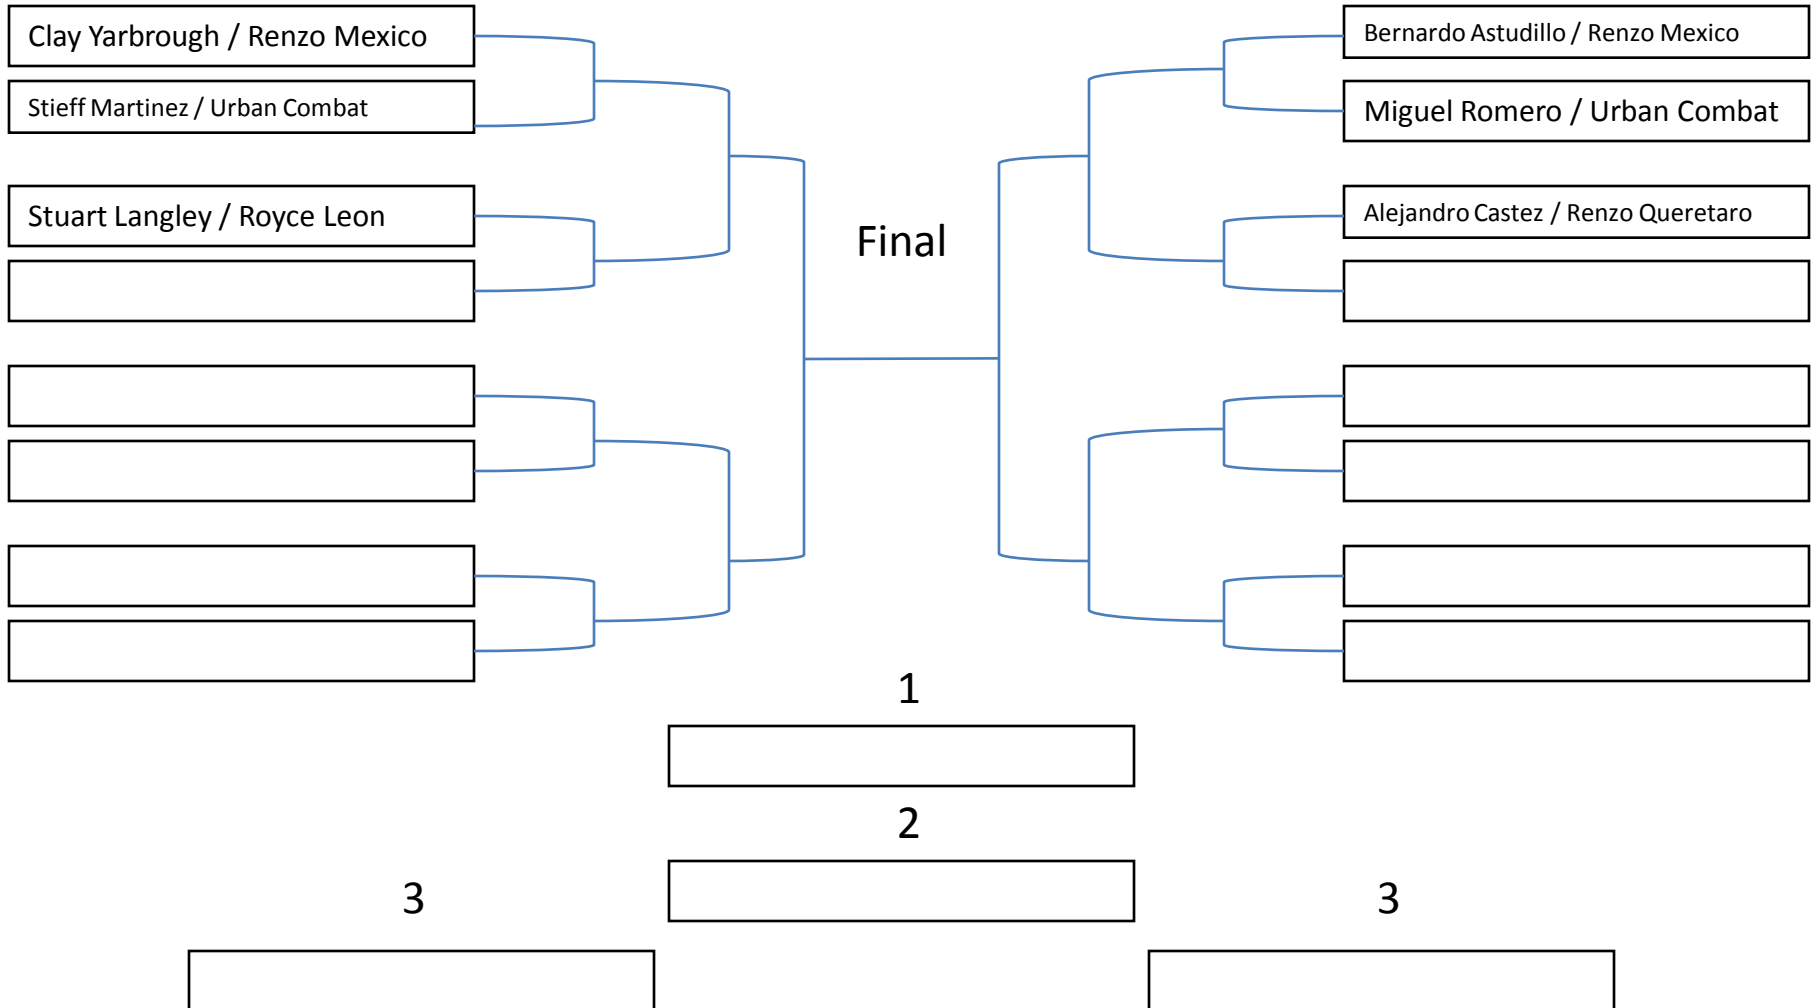 Clay Yarbrough / Renzo Mexico
Stieff Martinez / Urban Combat
Stuart Langley / Royce Leon
Final
Bernardo Astudillo / Renzo Mexico
Miguel Romero / Urban Combat
Alejandro Castez / Renzo Queretaro
1
2
3
3